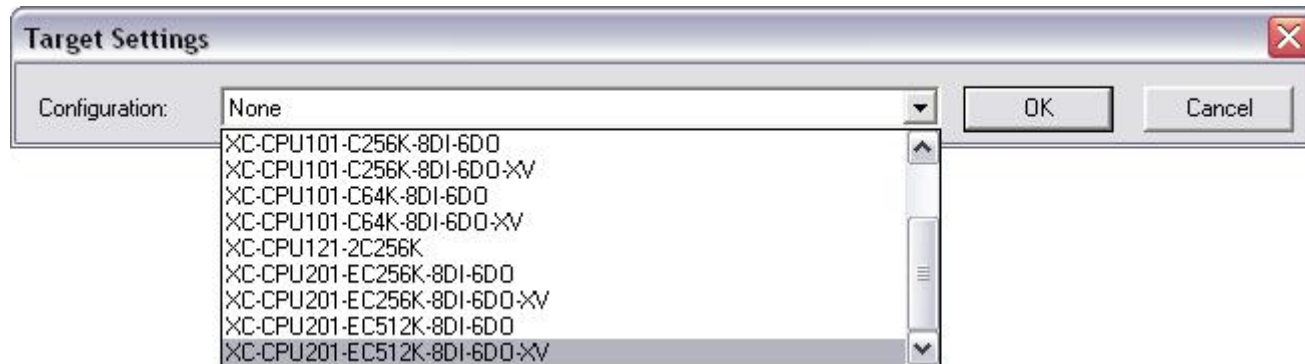 Target Settings
Configuration: None OK Cancel
XC-CPU101-C256K-8DI-6DO
XC-CPU101-C256K-8DI-6DO-XV
XC-CPU101-C64K-8DI-6DO
XC-CPU101-C64K-8DI-6DO-XV
XC-CPU121-2C256K
XC-CPU201-EC256K-8DI-6DO
XC-CPU201-EC256K-8DI-6DO-XV
XC-CPU201-EC512K-8DI-6DO
XC-CPU201-EC512K-8DI-6DO-XV